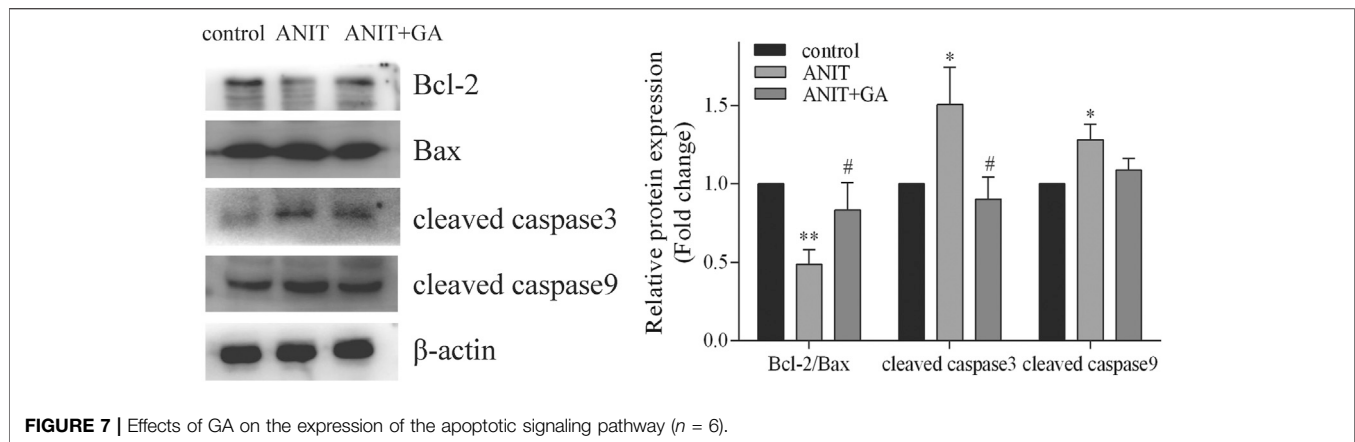 control ANIT ANIT+GA
Bcl-2
Bax
cleaved caspase3
cleaved caspase9
β-actin
Relative protein expression
(Fold change)
control
ANIT
ANIT+GA
1.5
1.0
0.5
0.0
**
#
*
#
*
Bcl-2/Bax cleaved caspase3 cleaved caspase9
FIGURE 7 | Effects of GA on the expression of the apoptotic signaling pathway (n = 6).